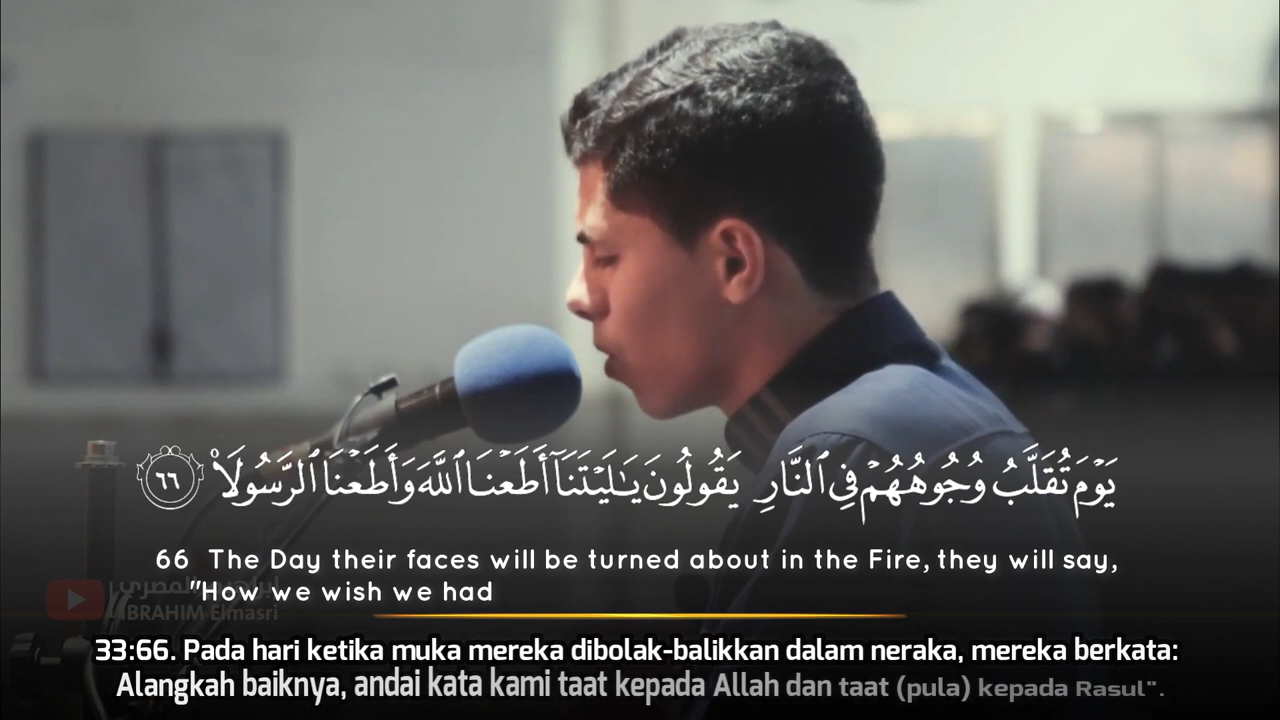 يَوْمَ تُقَلَّبُ وُجُوهُهُمْ فِى ٱلنَّارِ يَقُولُونَ يَـٰلَيْتَنَآ أَطَعْنَا ٱللَّهَ وَأَطَعْنَا ٱلرَّسُولَا۠ ٦٦
66 The Day their faces will be turned about in the Fire, they will say,
"How we wish we had
ابراهيم المصري
IBRAHIM Elmasri
33:66. Pada hari ketika muka mereka dibolak-balikkan dalam neraka, mereka berkata:
Alangkah baiknya, andai kata kami taat kepada Allah dan taat (pula) kepada Rasul".